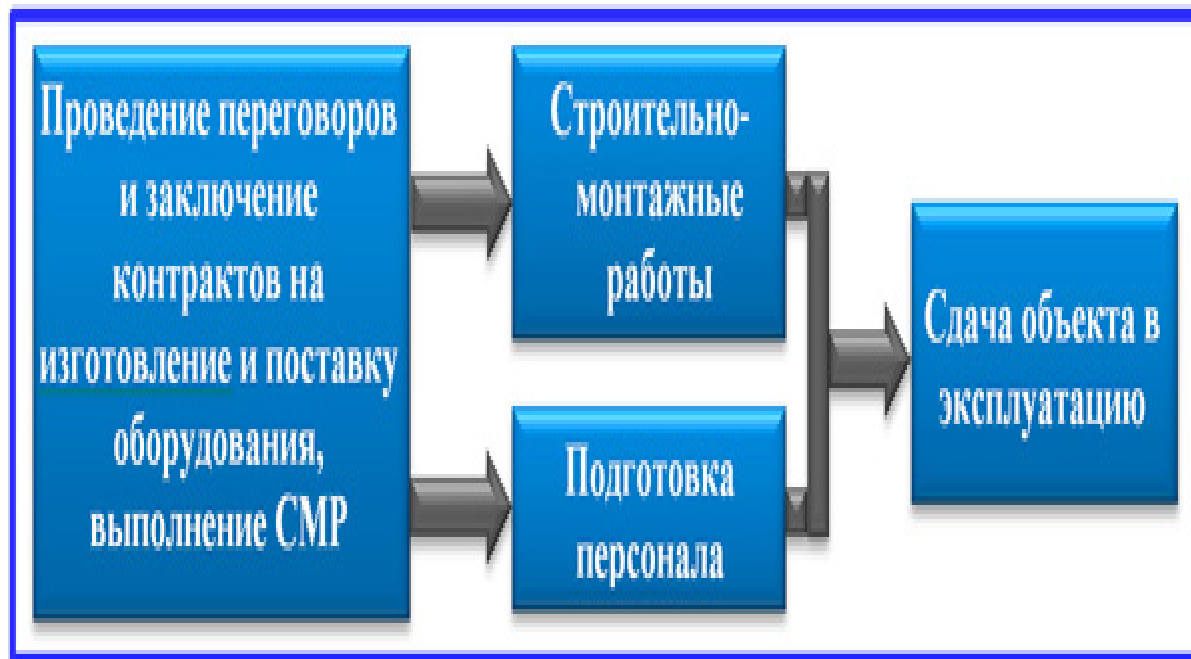 Проведение переговоров
и заключение
контрактов на
изготовление и поставку
оборудования,
выполнение СМР
Строительно-
монтажные
работы
Подготовка
персонала
Сдача объекта в
эксплуатацию